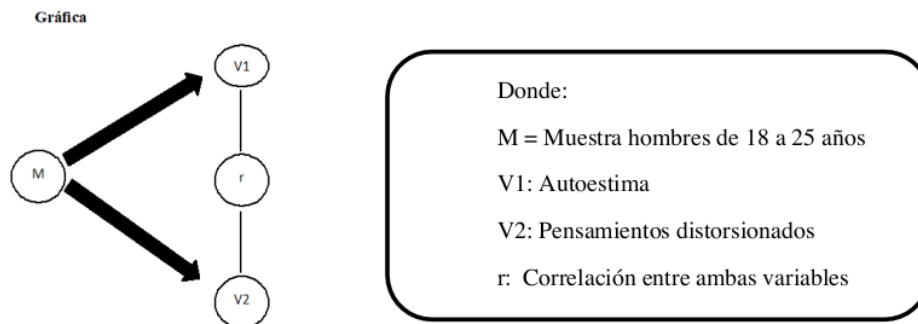 Gráfica
V1
M
r
V2
Donde:
M = Muestra hombres de 18 a 25 años
V1: Autoestima
V2: Pensamientos distorsionados
r: Correlación entre ambas variables